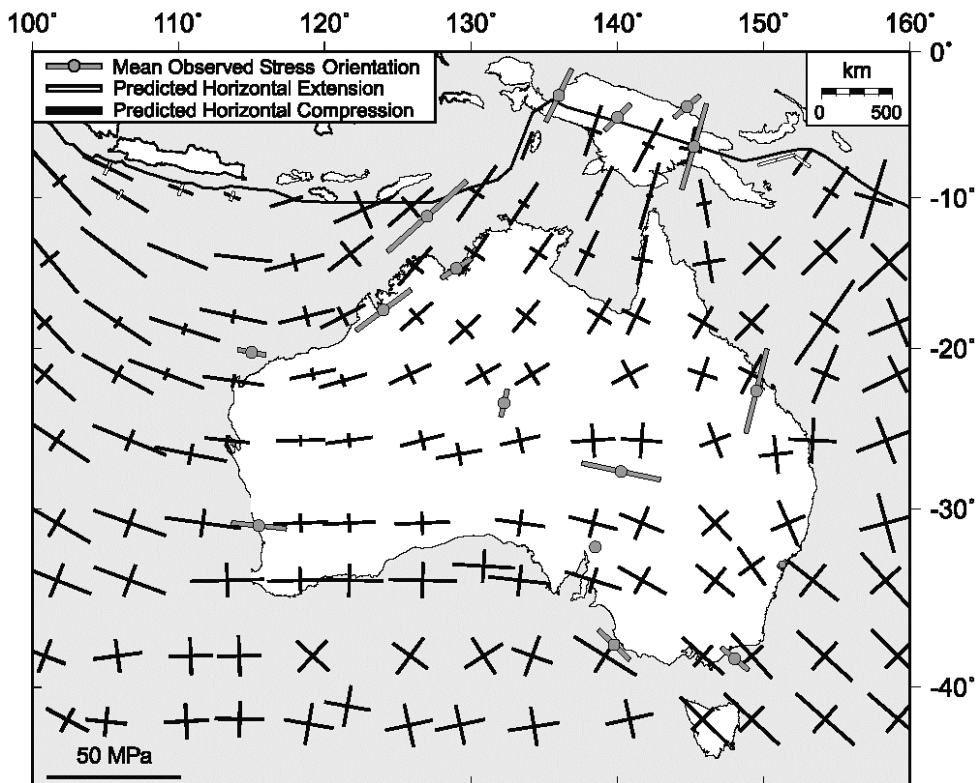 100° 110° 120° 130° 140° 150° 160°
Mean Observed Stress Orientation
Predicted Horizontal Extension
Predicted Horizontal Compression
km
0 500
0°
-10°
-20°
-30°
-40°
50 MPa